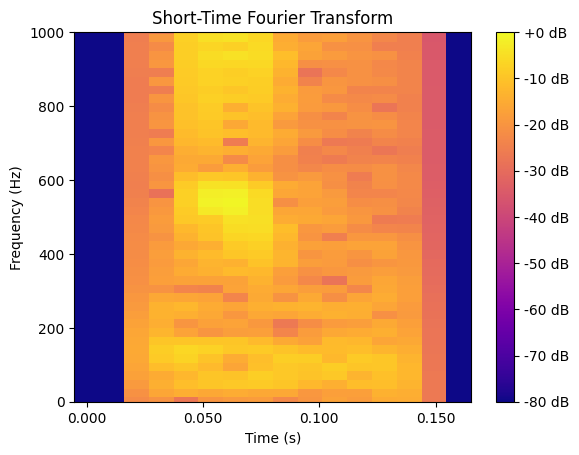 Short-Time Fourier Transform
1000
800
600
400
200
0
Frequency (Hz)
0.000
0.050
0.100
0.150
Time (s)
+0 dB
-10 dB
-20 dB
-30 dB
-40 dB
-50 dB
-60 dB
-70 dB
-80 dB